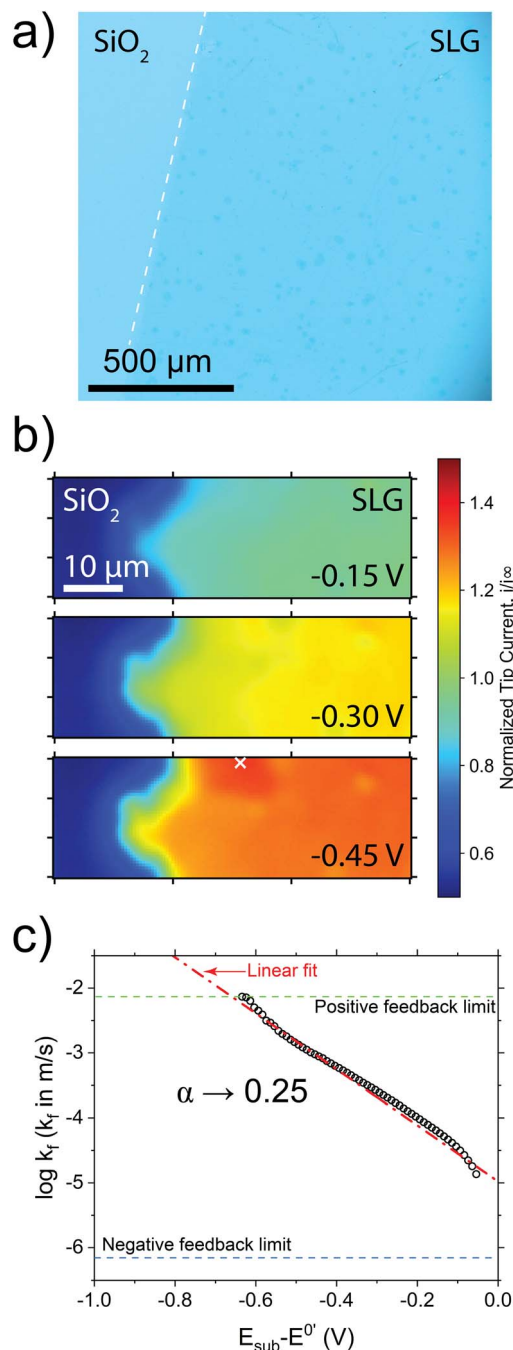 a)
SiO₂ SLG
500 µm
b)
SiO₂ SLG
10 µm
-0.15 V
-0.30 V
-0.45 V
1.4
1.2
1.0
0.8
0.6
Normalized Tip Current, i/i∞
c)
Linear fit
Positive feedback limit
α → 0.25
Negative feedback limit
-2
-3
-4
-5
-6
log k_f (k_f in m/s)
-1.0 -0.8 -0.6 -0.4 -0.2 0.0
E_sub-E⁰' (V)